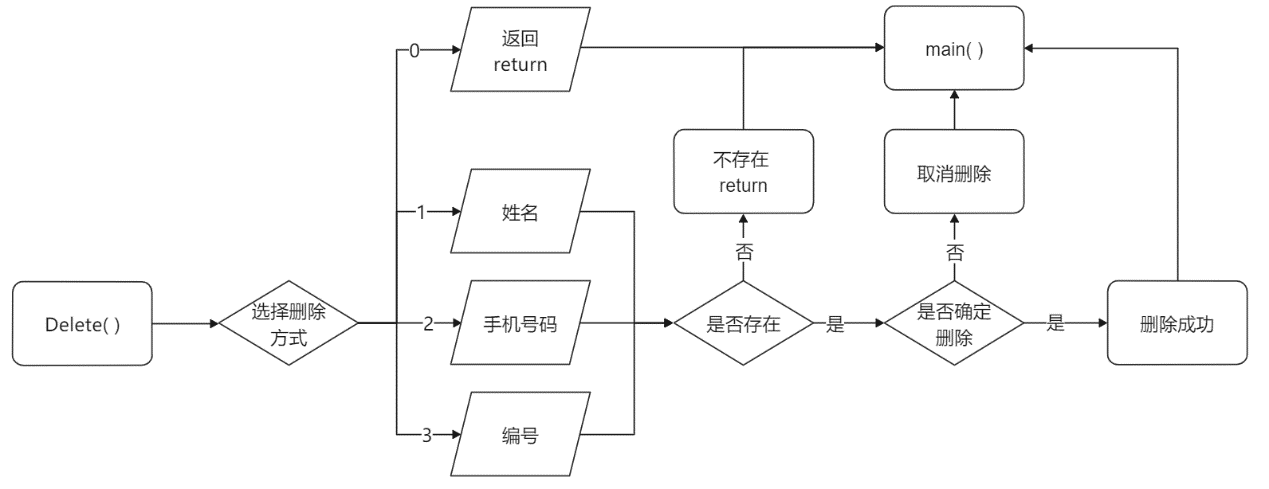 0
返回
return
main( )
不存在
return
取消删除
1
姓名
否
否
Delete( )
选择删除
方式
2
手机号码
是否存在
是
是否确定
删除
是
删除成功
3
编号